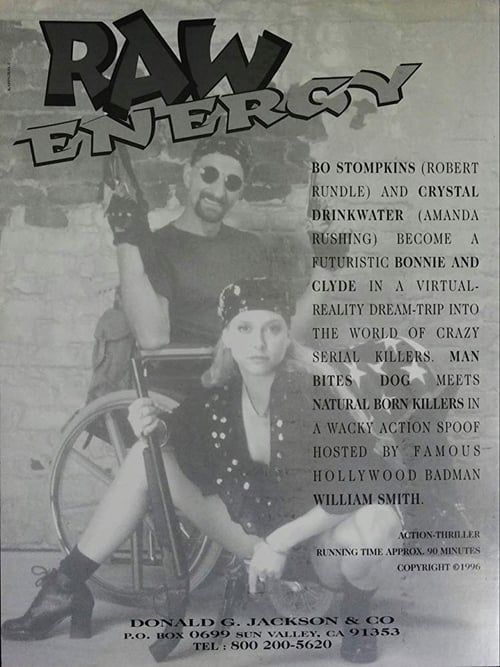 RAW
ENERGY
BO STOMPKINS (ROBERT
RUNDLE) AND CRYSTAL
DRINKWATER (AMANDA
RUSHING) BECOME A
FUTURISTIC BONNIE AND
CLYDE IN A VIRTUAL-
REALITY DREAM-TRIP INTO
THE WORLD OF CRAZY
SERIAL KILLERS. MAN
BITES DOG MEETS
NATURAL BORN KILLERS IN
A WACKY ACTION SPOOF
HOSTED BY FAMOUS
HOLLYWOOD BADMAN
WILLIAM SMITH.
ACTION-THRILLER
RUNNING TIME APPROX. 90 MINUTES
COPYRIGHT ©1996
DONALD G. JACKSON & CO
P.O. BOX 0699 SUN VALLEY, CA 91353
TEL : 800 200-5620